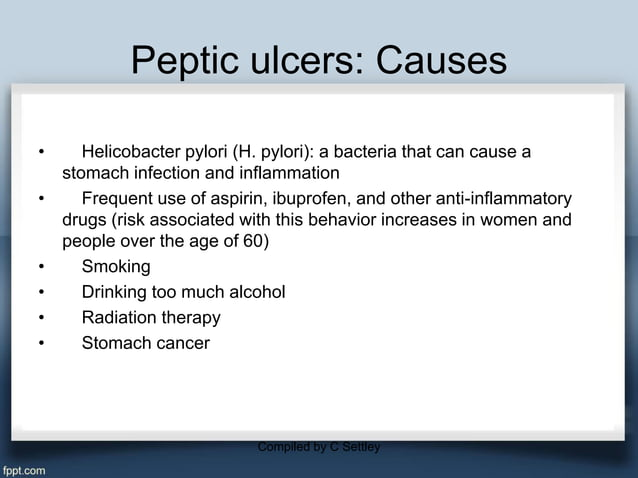 Peptic ulcers: Causes
• Helicobacter pylori (H. pylori): a bacteria that can cause a
stomach infection and inflammation
• Frequent use of aspirin, ibuprofen, and other anti-inflammatory
drugs (risk associated with this behavior increases in women and
people over the age of 60)
• Smoking
• Drinking too much alcohol
• Radiation therapy
• Stomach cancer
Compiled by C Settley
fppt.com